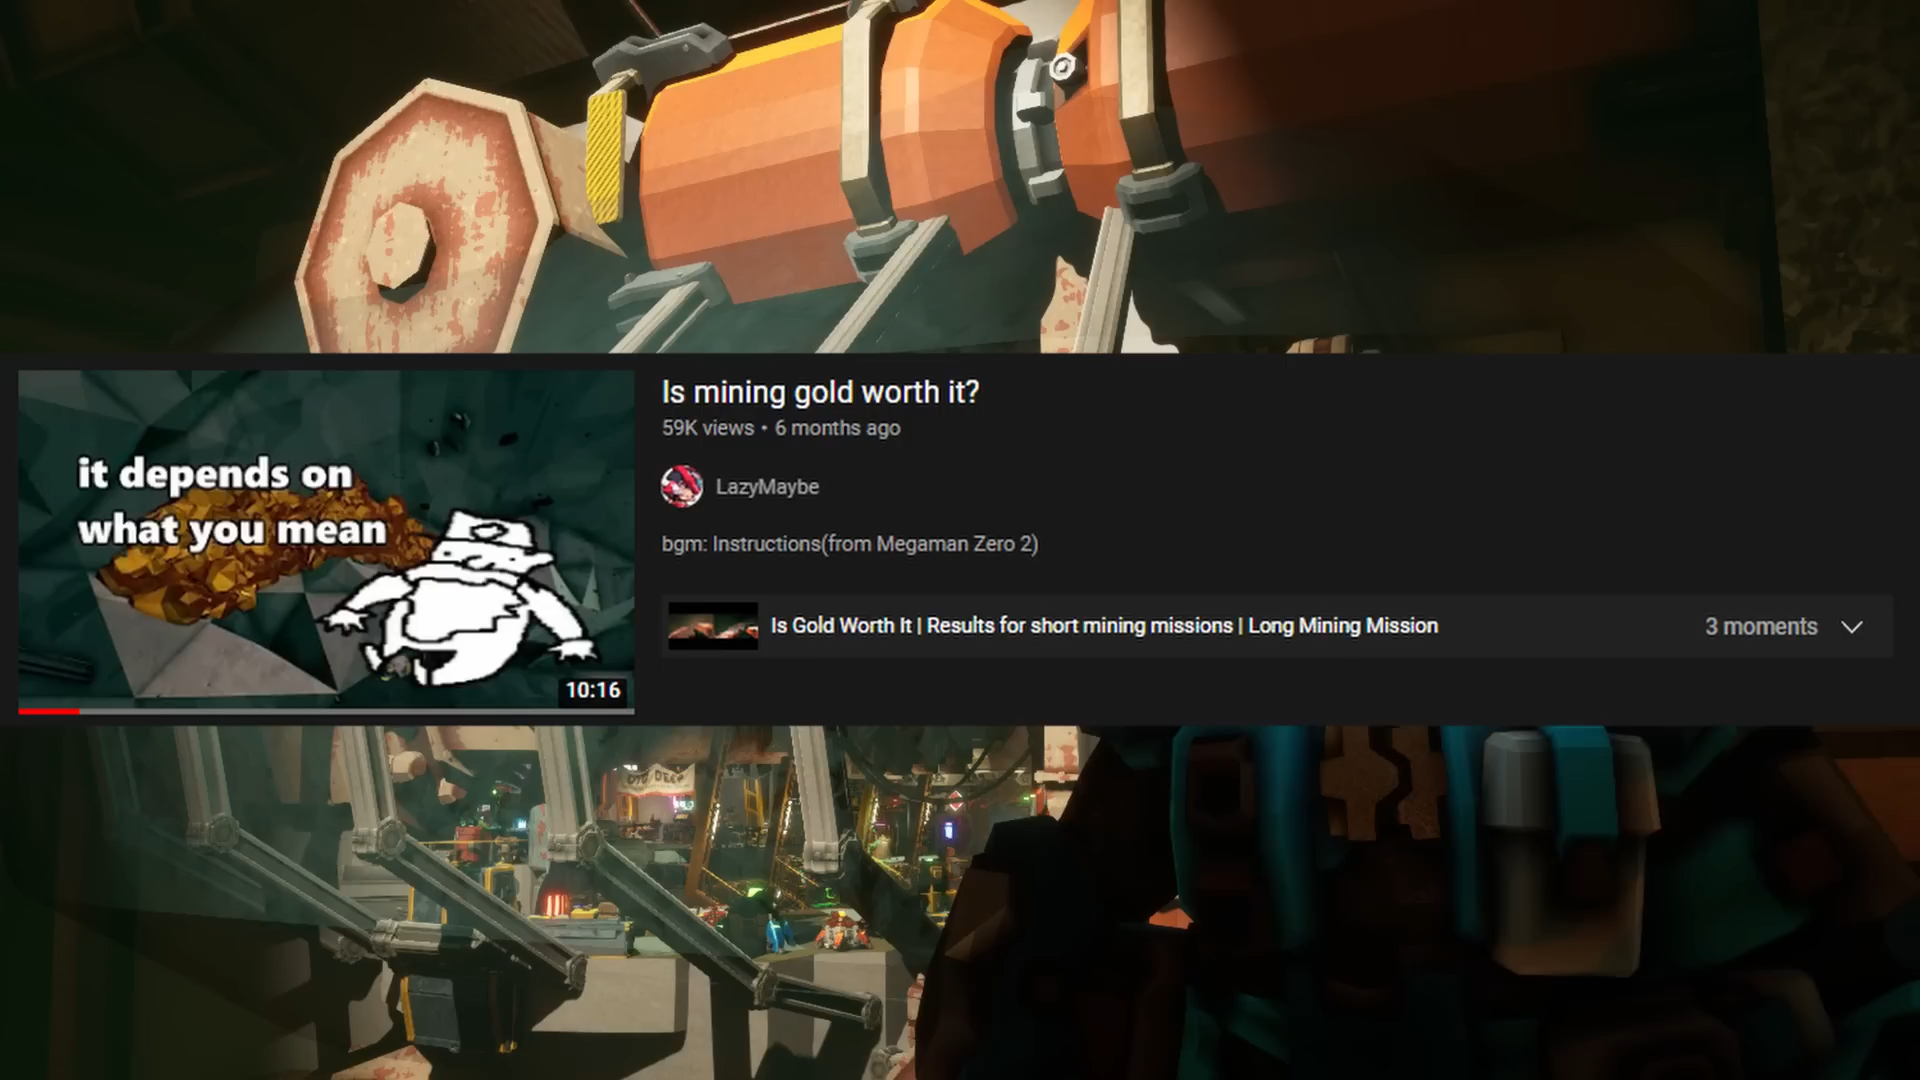 it depends on
what you mean
10:16
Is mining gold worth it?
59K views • 6 months ago
LazyMaybe
bgm: Instructions(from Megaman Zero 2)
Is Gold Worth It | Results for short mining missions | Long Mining Mission
3 moments